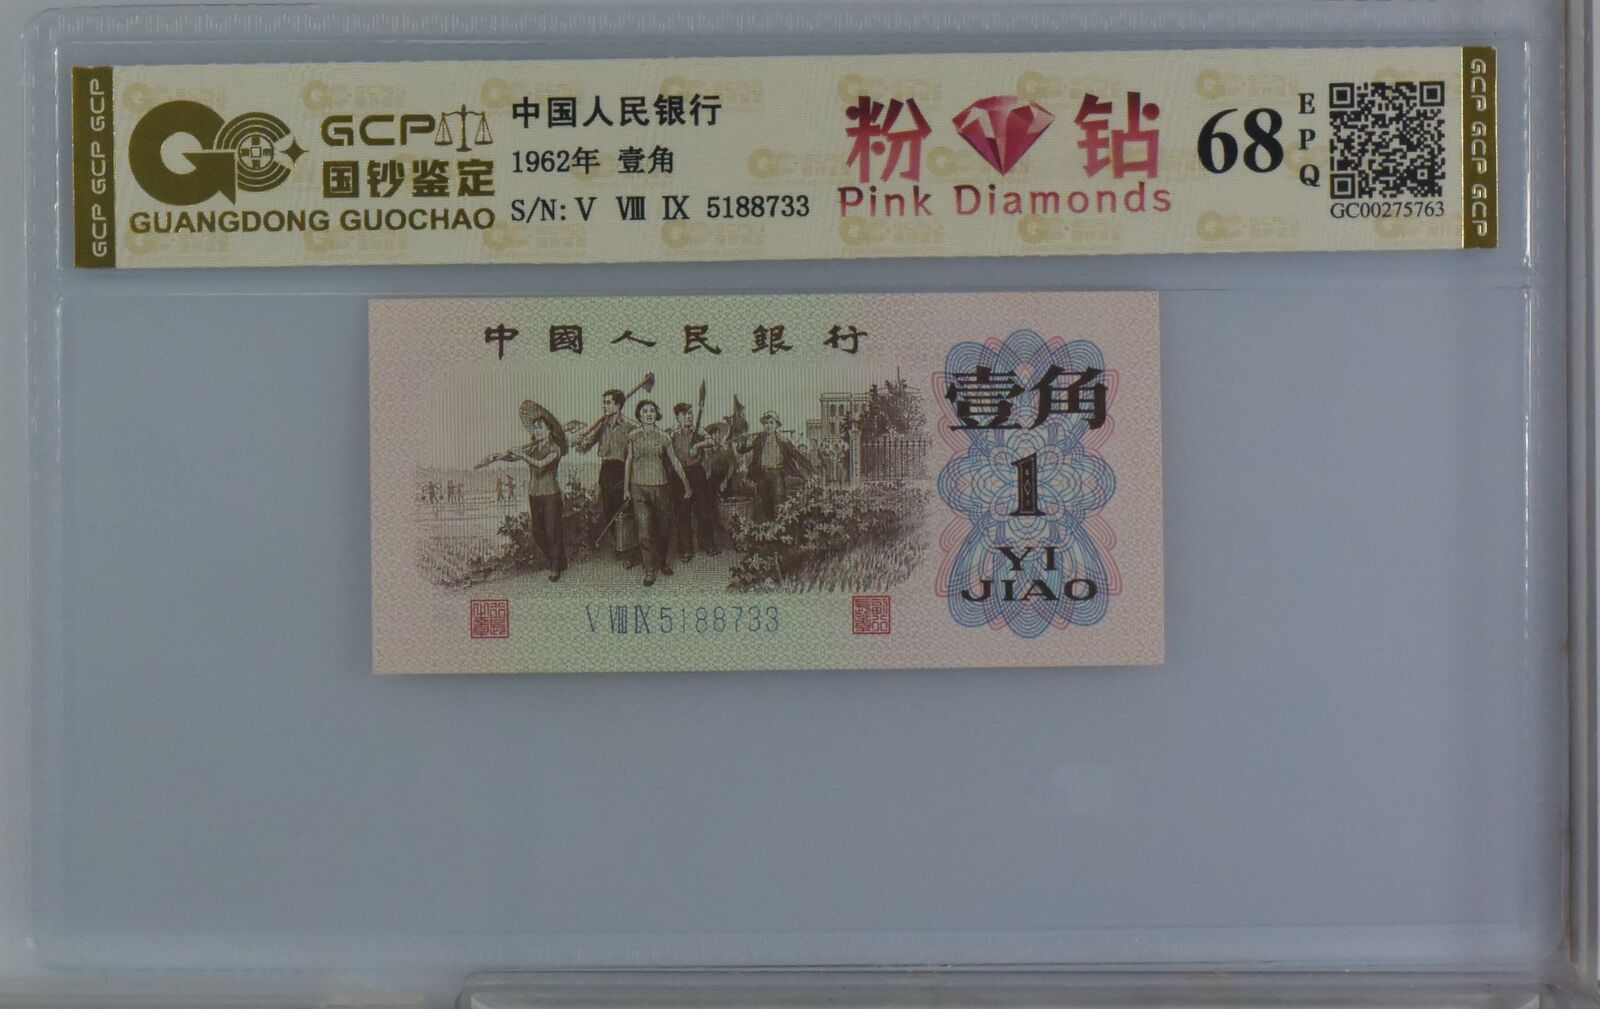 GCP GCP GCP
GCP
国钞鉴定
GUANGDONG GUOCHAO
中国人民银行
1962年 壹角
S/N: V Ⅷ Ⅸ 5188733
粉 钻
Pink Diamonds
68
EPQ
GC00275763
GCP GCP GCP
中國人民銀行
壹角
1
YI
JIAO
V Ⅷ Ⅸ 5188733